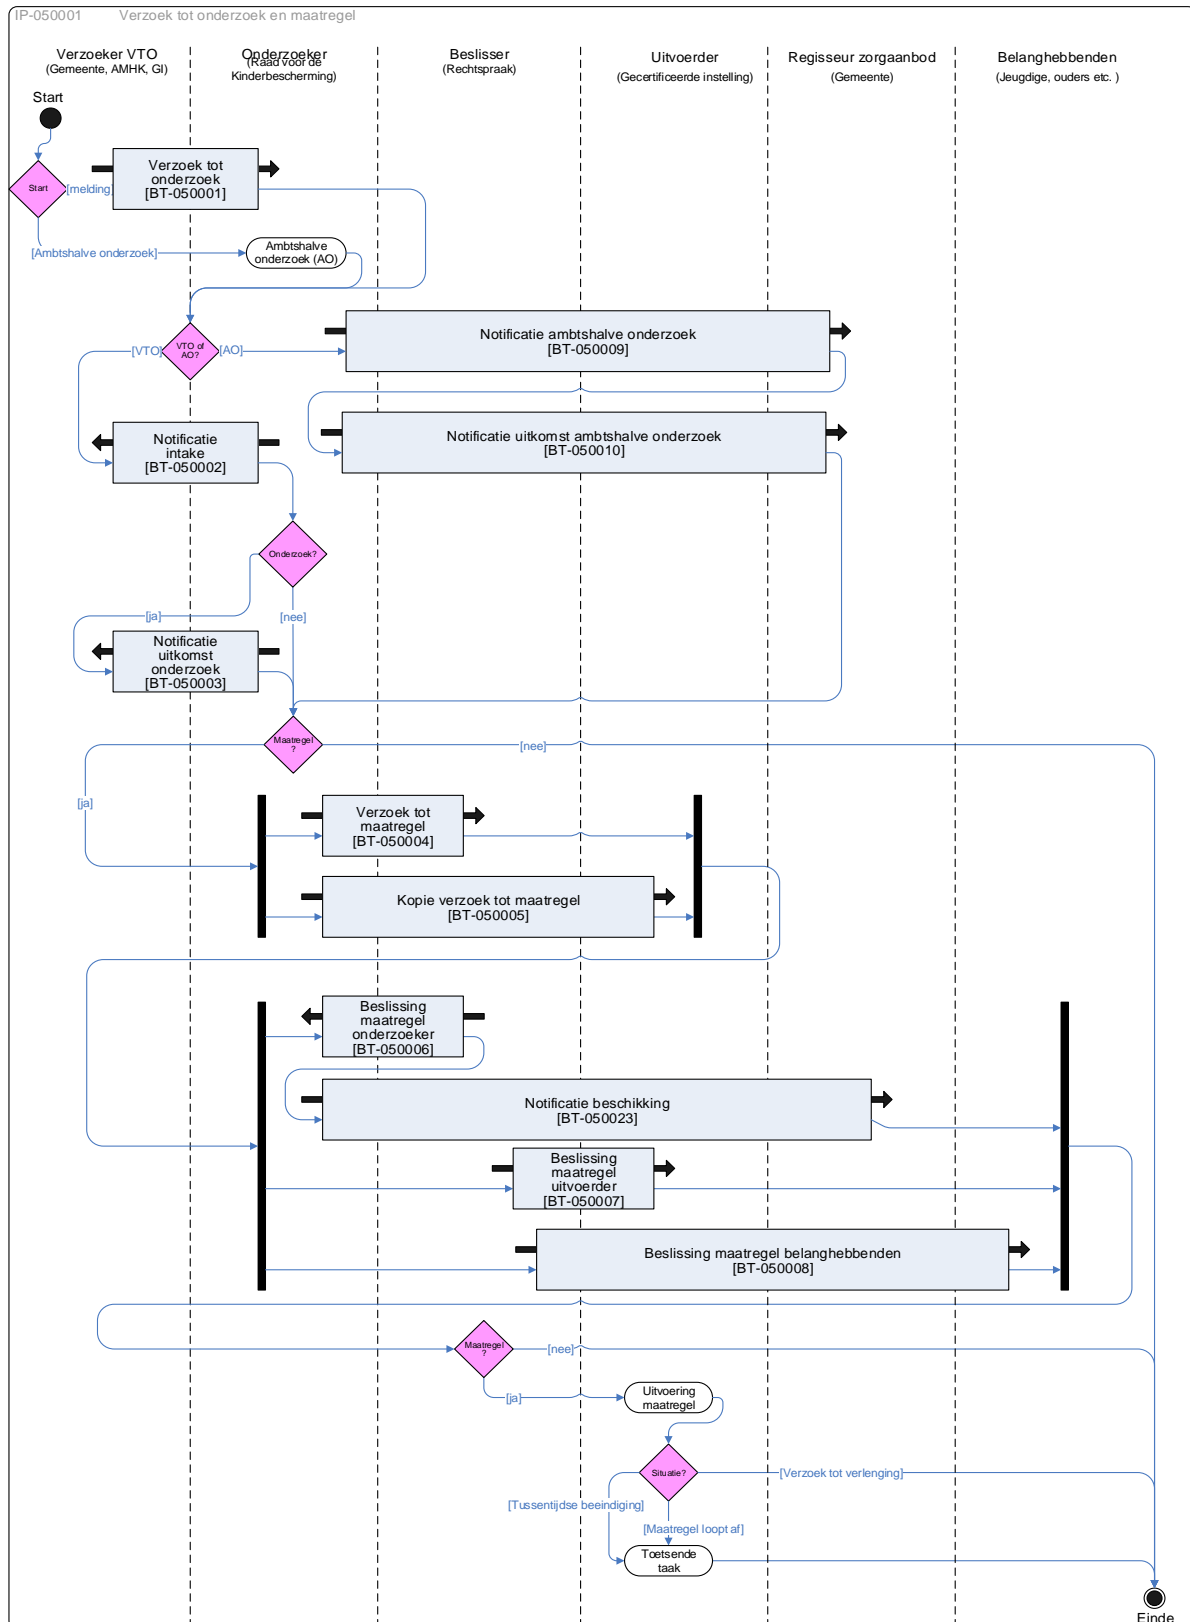 IP-050001 Verzoek tot onderzoek en maatregel
Verzoeker VTO
(Gemeente, AMHK, GI)
Onderzoeker
(Raad voor de
Kinderbescherming)
Beslisser
(Rechtspraak)
Uitvoerder
(Gecertificeerde instelling)
Regisseur zorgaanbod
(Gemeente)
Belanghebbenden
(Jeugdige, ouders etc. )
Start
Start
[melding]
Verzoek tot
onderzoek
[BT-050001]
[Ambtshalve onderzoek]
Ambtshalve
onderzoek (AO)
VTO of
AO?
[VTO]
[AO]
Notificatie ambtshalve onderzoek
[BT-050009]
Notificatie
intake
[BT-050002]
Notificatie uitkomst ambtshalve onderzoek
[BT-050010]
Onderzoek?
[ja]
[nee]
Notificatie
uitkomst
onderzoek
[BT-050003]
Maatregel
?
[nee]
[ja]
Verzoek tot
maatregel
[BT-050004]
Kopie verzoek tot maatregel
[BT-050005]
Beslissing
maatregel
onderzoeker
[BT-050006]
Notificatie beschikking
[BT-050023]
Beslissing
maatregel
uitvoerder
[BT-050007]
Beslissing maatregel belanghebbenden
[BT-050008]
Maatregel
?
[nee]
[ja]
Uitvoering
maatregel
Situatie?
[Verzoek tot verlenging]
[Tussentijdse beeindiging]
[Maatregel loopt af]
Toetsende
taak
Einde